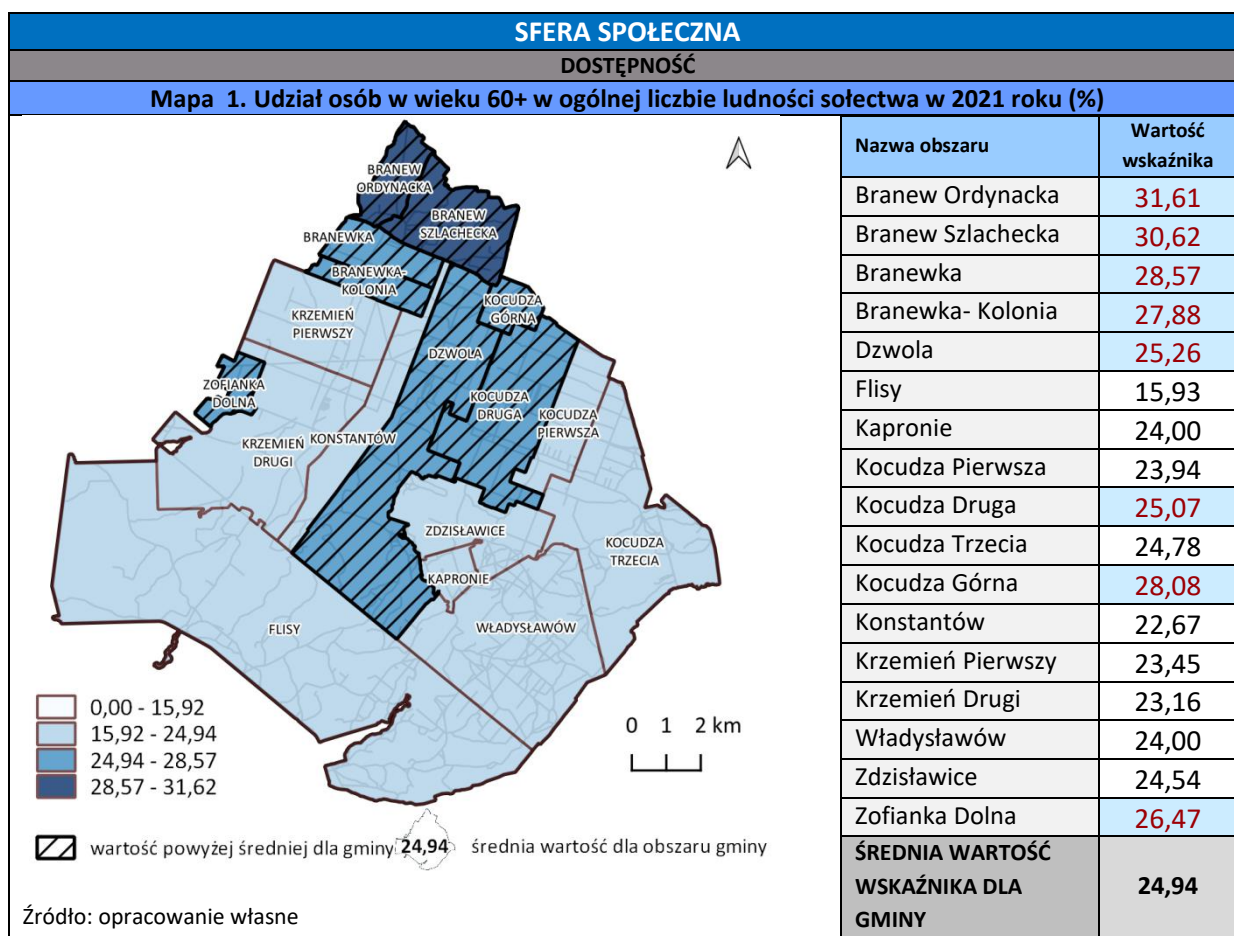 SFERA SPOŁECZNA
DOSTĘPNOŚĆ
Mapa 1. Udział osób w wieku 60+ w ogólnej liczbie ludności sołectwa w 2021 roku (%)
BRANEW
ORDYNACKA
BRANEW
SZLACHECKA
BRANEWKA
BRANEWKA-
KOLONIA
KOCUDZA
GÓRNA
KRZEMIEŃ
PIERWSZY
DZWOLA
ZOFIANKA
DOLNA
KOCUDZA
DRUGA
KOCUDZA
PIERWSZA
KRZEMIEŃ
DRUGI
KONSTANTÓW
ZDZISŁAWICE
KOCUDZA
TRZECIA
KAPRONIE
FLISY
WŁADYSŁAWÓW
0,00 - 15,92
15,92 - 24,94
24,94 - 28,57
28,57 - 31,62
0 1 2 km
wartość powyżej średniej dla gminy
24,94 średnia wartość dla obszaru gminy
Źródło: opracowanie własne
Nazwa obszaru
Wartość
wskaźnika
Branew Ordynacka 31,61
Branew Szlachecka 30,62
Branewka 28,57
Branewka- Kolonia 27,88
Dzwola 25,26
Flisy 15,93
Kapronie 24,00
Kocudza Pierwsza 23,94
Kocudza Druga 25,07
Kocudza Trzecia 24,78
Kocudza Górna 28,08
Konstantów 22,67
Krzemień Pierwszy 23,45
Krzemień Drugi 23,16
Władysławów 24,00
Zdzisławice 24,54
Zofianka Dolna 26,47
ŚREDNIA WARTOŚĆ
WSKAŹNIKA DLA 24,94
GMINY